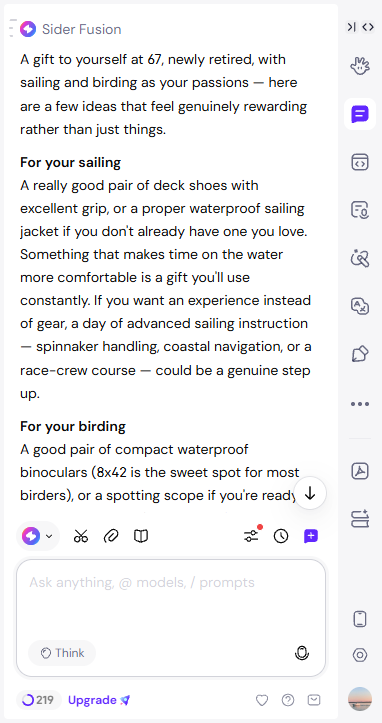 Sider Fusion
A gift to yourself at 67, newly retired, with
sailing and birding as your passions — here
are a few ideas that feel genuinely rewarding
rather than just things.
For your sailing
A really good pair of deck shoes with
excellent grip, or a proper waterproof sailing
jacket if you don't already have one you love.
Something that makes time on the water
more comfortable is a gift you'll use
constantly. If you want an experience instead
of gear, a day of advanced sailing instruction
— spinnaker handling, coastal navigation, or a
race-crew course — could be a genuine step
up.
For your birding
A good pair of compact waterproof
binoculars (8x42 is the sweet spot for most
birders), or a spotting scope if you're ready
Ask anything, @ models, / prompts
Think
219 Upgrade